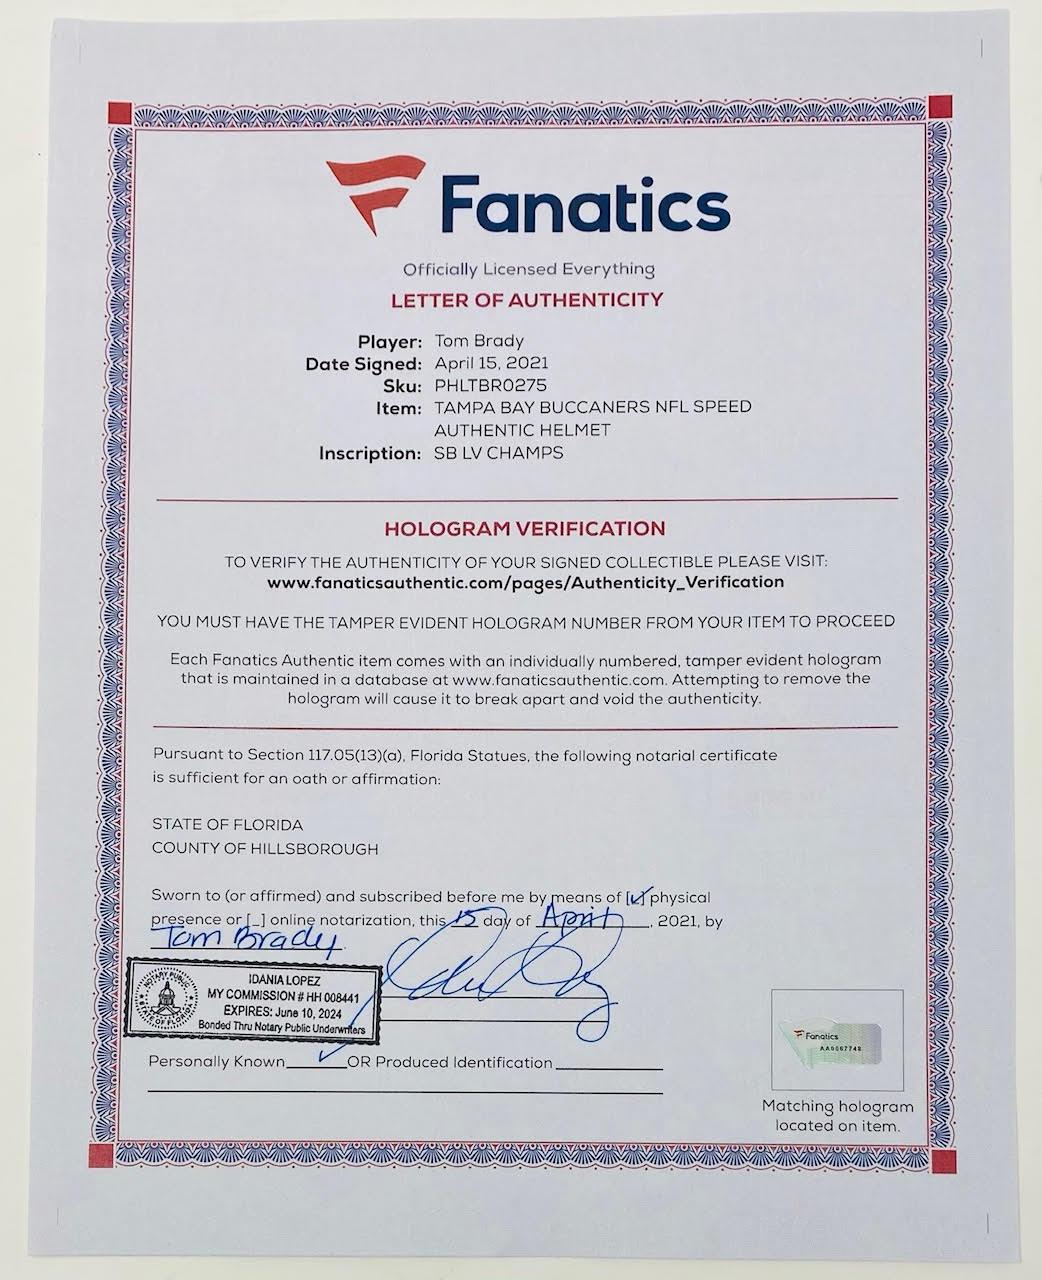 Fanatics
Officially Licensed Everything
LETTER OF AUTHENTICITY
Player: Tom Brady
Date Signed: April 15, 2021
Sku: PHLTBR0275
Item: TAMPA BAY BUCCANERS NFL SPEED
AUTHENTIC HELMET
Inscription: SB LV CHAMPS
HOLOGRAM VERIFICATION
TO VERIFY THE AUTHENTICITY OF YOUR SIGNED COLLECTIBLE PLEASE VISIT:
www.fanaticsauthentic.com/pages/Authenticity_Verification
YOU MUST HAVE THE TAMPER EVIDENT HOLOGRAM NUMBER FROM YOUR ITEM TO PROCEED
Each Fanatics Authentic item comes with an individually numbered, tamper evident hologram
that is maintained in a database at www.fanaticsauthentic.com. Attempting to remove the
hologram will cause it to break apart and void the authenticity.
Pursuant to Section 117.05(13)(a), Florida Statues, the following notarial certificate
is sufficient for an oath or affirmation:
STATE OF FLORIDA
COUNTY OF HILLSBOROUGH
Sworn to (or affirmed) and subscribed before me by means of [✓] physical
presence or [_] online notarization, this 15 day of April, 2021, by
Tom Brady.
NOTARY PUBLIC
STATE OF FLORIDA
IDANIA LOPEZ
MY COMMISSION # HH 008441
EXPIRES: June 10, 2024
Bonded Thru Notary Public Underwriters
Personally Known ✓ OR Produced Identification
Fanatics
AA0067748
Matching hologram
located on item.